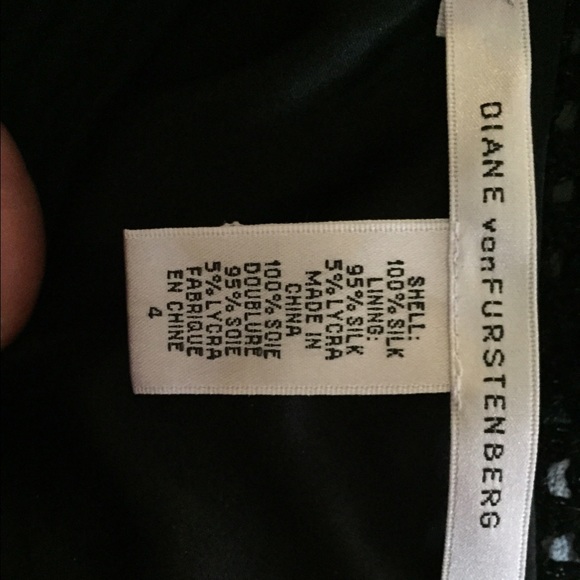 DIANE von FURSTENBERG
SHELL:
100% SILK
LINING:
95% SILK
5% LYCRA
MADE IN
CHINA
100% SOIE
DOUBLURE
95% SOIE
5% LYCRA
FABRIQUE
EN CHINE
4